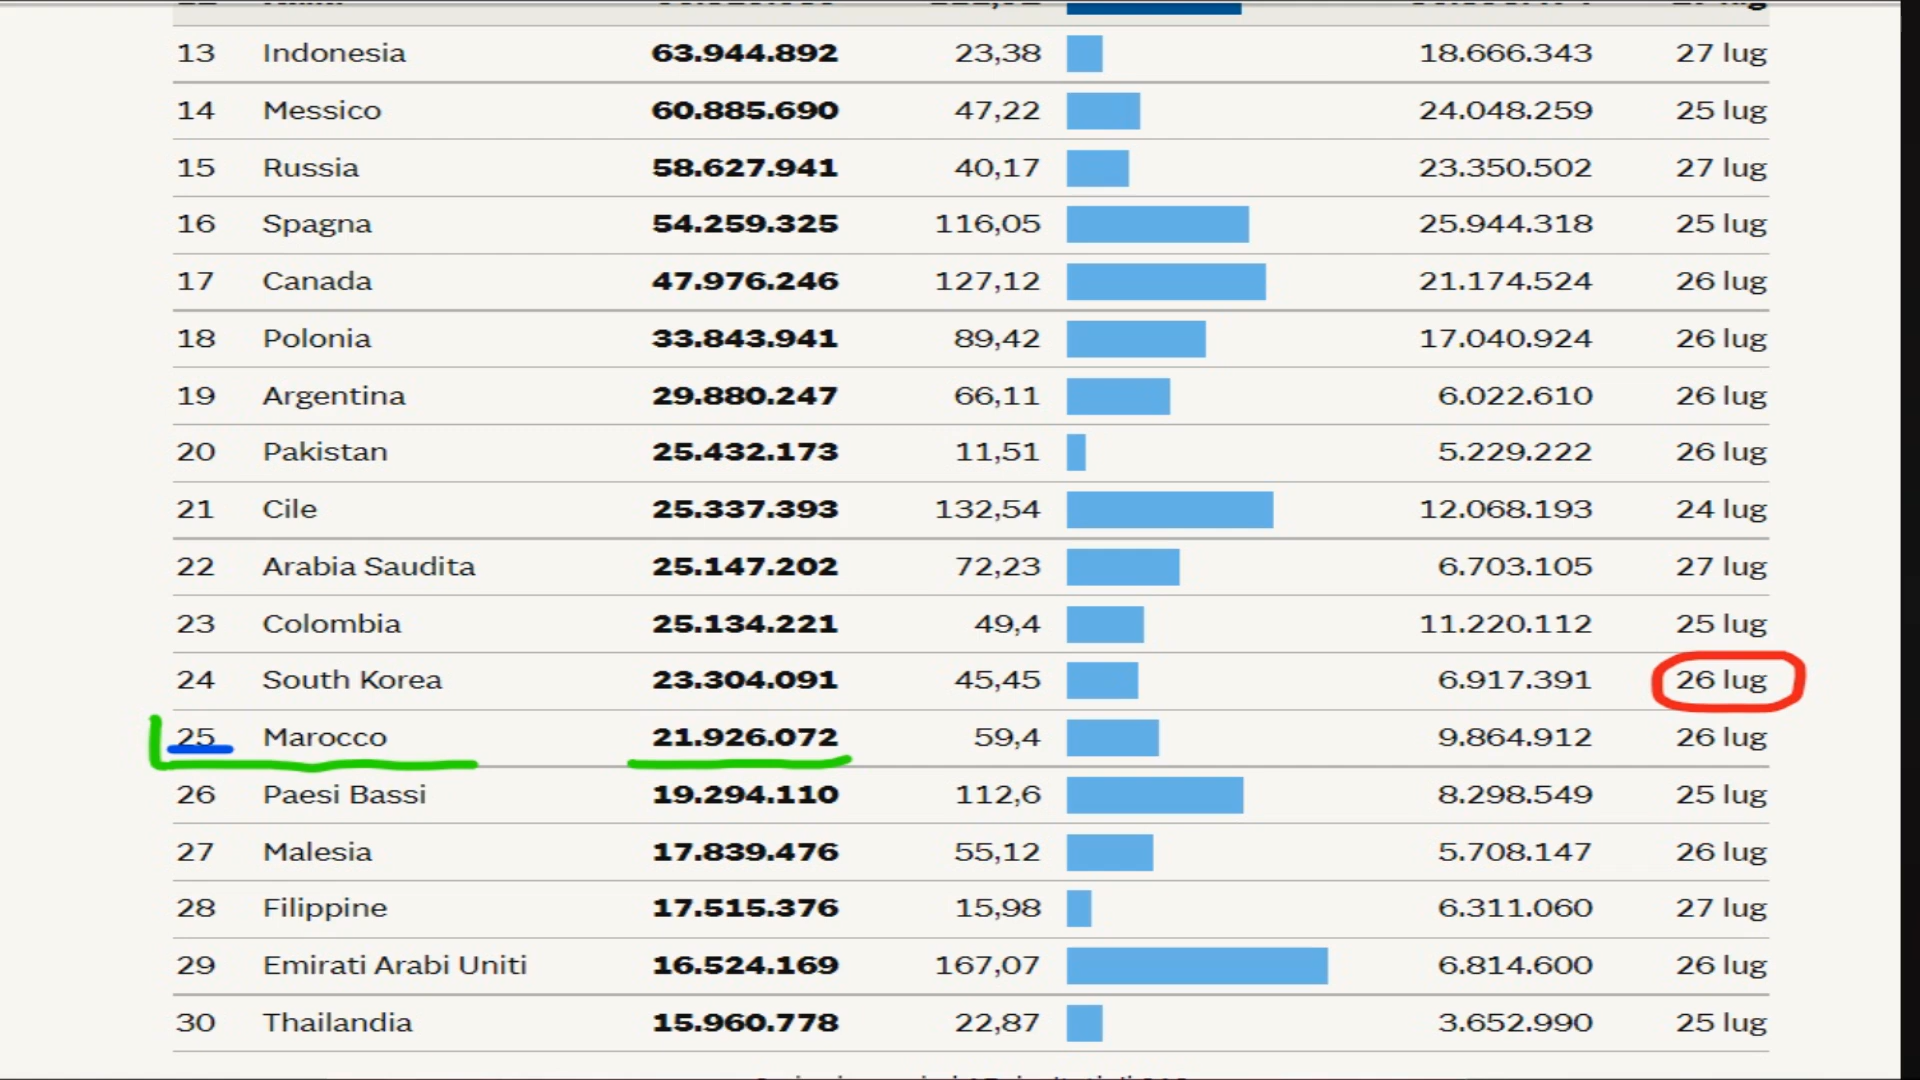 13 Indonesia 63.944.892 23,38 18.666.343 27 lug
14 Messico 60.885.690 47,22 24.048.259 25 lug
15 Russia 58.627.941 40,17 23.350.502 27 lug
16 Spagna 54.259.325 116,05 25.944.318 25 lug
17 Canada 47.976.246 127,12 21.174.524 26 lug
18 Polonia 33.843.941 89,42 17.040.924 26 lug
19 Argentina 29.880.247 66,11 6.022.610 26 lug
20 Pakistan 25.432.173 11,51 5.229.222 26 lug
21 Cile 25.337.393 132,54 12.068.193 24 lug
22 Arabia Saudita 25.147.202 72,23 6.703.105 27 lug
23 Colombia 25.134.221 49,4 11.220.112 25 lug
24 South Korea 23.304.091 45,45 6.917.391 26 lug
25 Marocco 21.926.072 59,4 9.864.912 26 lug
26 Paesi Bassi 19.294.110 112,6 8.298.549 25 lug
27 Malesia 17.839.476 55,12 5.708.147 26 lug
28 Filippine 17.515.376 15,98 6.311.060 27 lug
29 Emirati Arabi Uniti 16.524.169 167,07 6.814.600 26 lug
30 Thailandia 15.960.778 22,87 3.652.990 25 lug